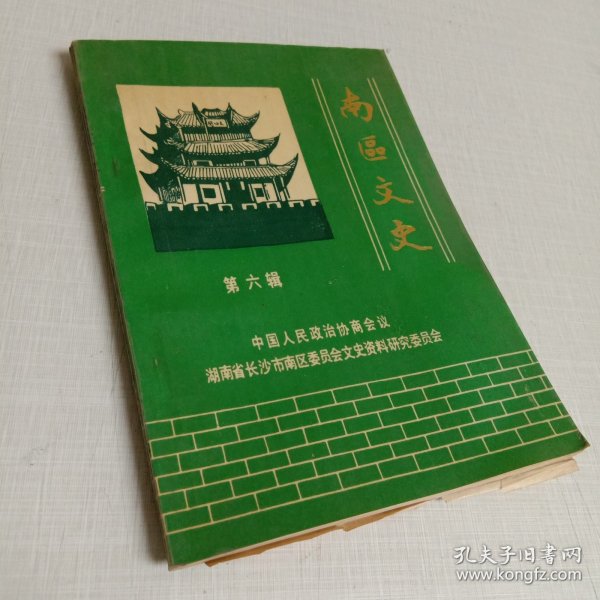 南區文史
第六辑
中国人民政治协商会议
湖南省长沙市南区委员会文史资料研究委员会
孔夫子旧书网
www.kongfz.com